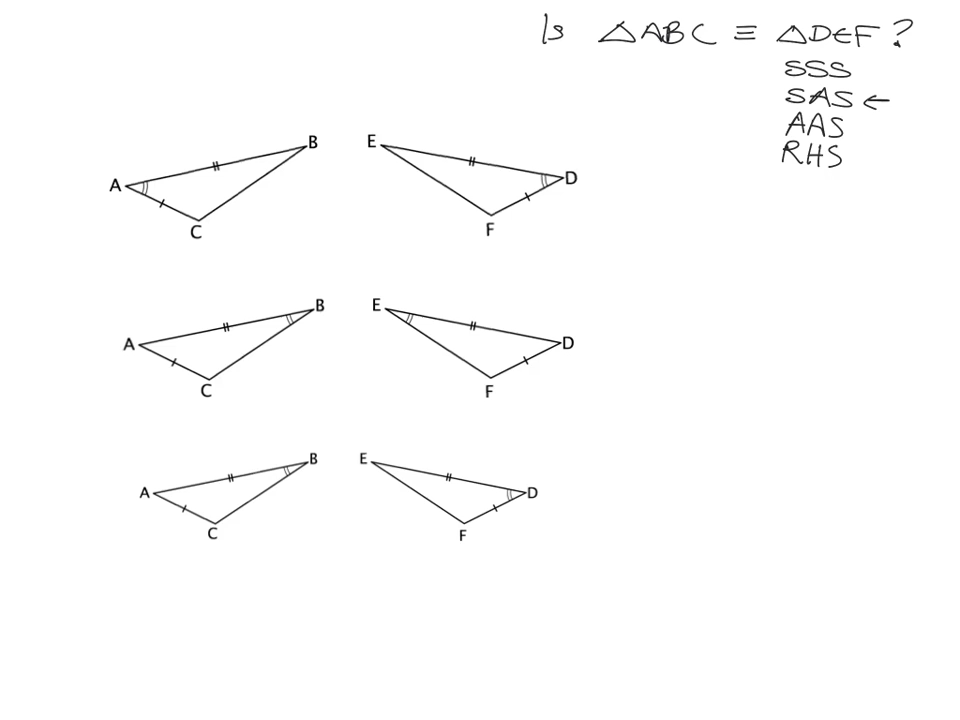 Is △ABC ≡ △DEF?
SSS
SAS ←
AAS
RHS
B E
A D
C F
B E
A D
C F
B E
A D
C F